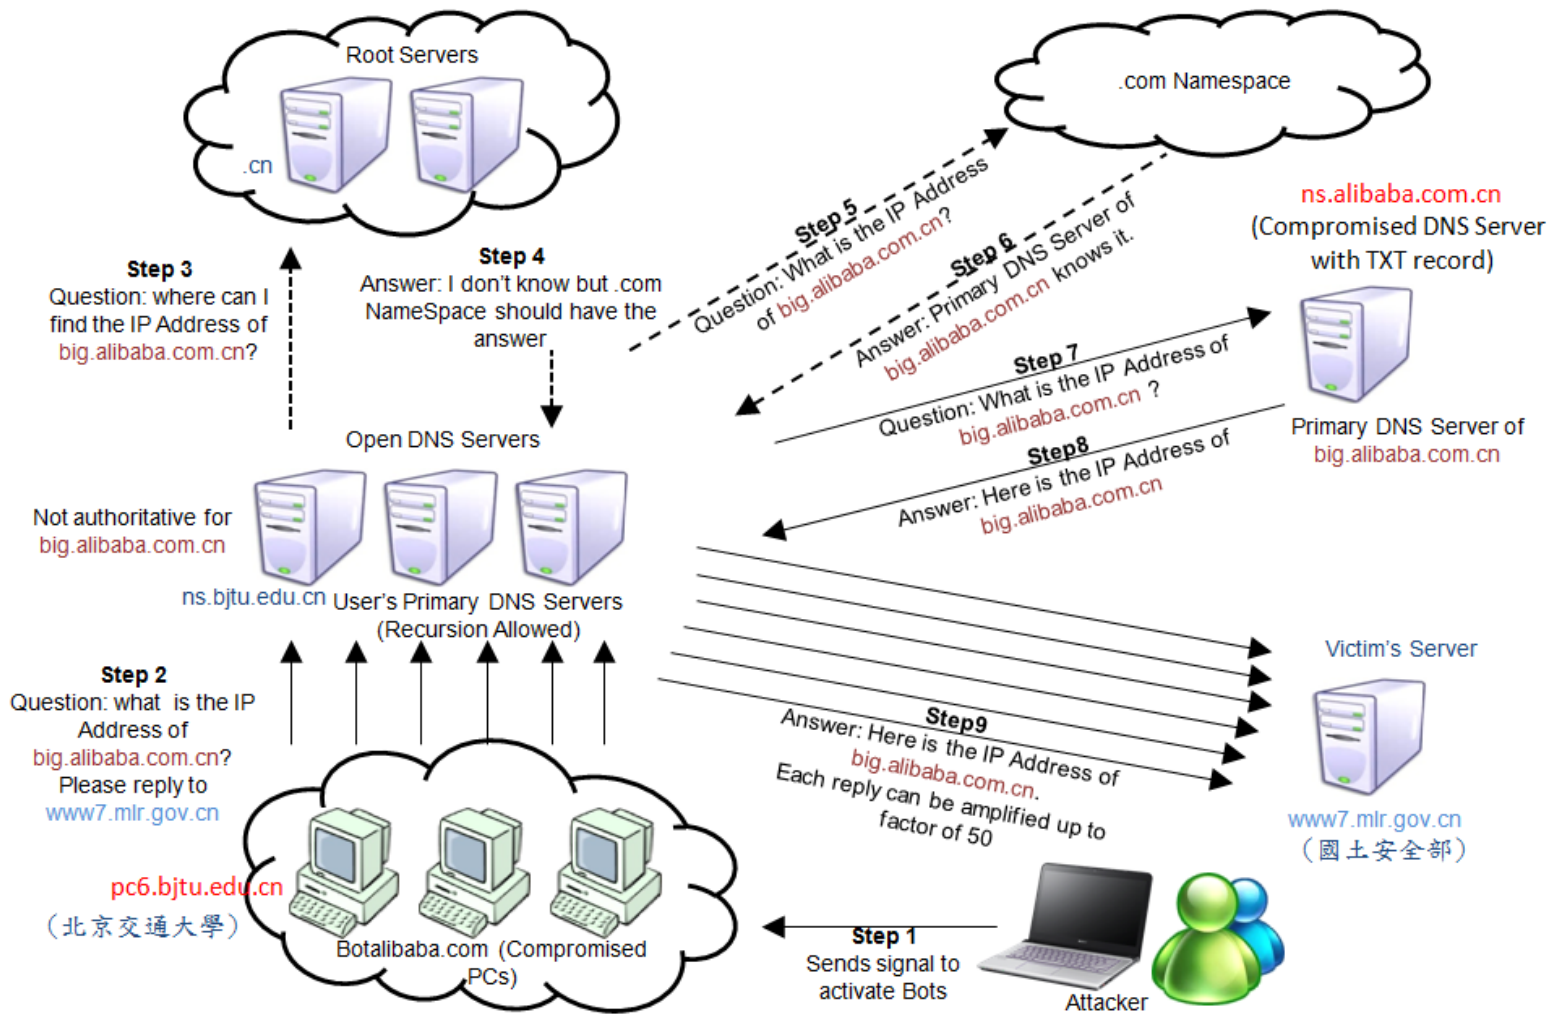 Root Servers
.cn
.com Namespace
ns.alibaba.com.cn
(Compromised DNS Server
with TXT record)
Primary DNS Server of
big.alibaba.com.cn
Step 3
Question: where can I
find the IP Address of
big.alibaba.com.cn?
Step 4
Answer: I don't know but .com
NameSpace should have the
answer
Step 5
Question: What is the IP Address
of big.alibaba.com.cn?
Step 6
Answer: Primary DNS Server of
big.alibaba.com.cn knows it.
Step 7
Question: What is the IP Address of
big.alibaba.com.cn ?
Step8
Answer: Here is the IP Address of
big.alibaba.com.cn
Open DNS Servers
Not authoritative for
big.alibaba.com.cn
ns.bjtu.edu.cn
User's Primary DNS Servers
(Recursion Allowed)
Step 2
Question: what is the IP
Address of
big.alibaba.com.cn?
Please reply to
www7.mlr.gov.cn
Step9
Answer: Here is the IP Address of
big.alibaba.com.cn.
Each reply can be amplified up to
factor of 50
Victim's Server
www7.mlr.gov.cn
(國土安全部)
pc6.bjtu.edu.cn
(北京交通大學)
Botalibaba.com (Compromised
PCs)
Step 1
Sends signal to
activate Bots
Attacker